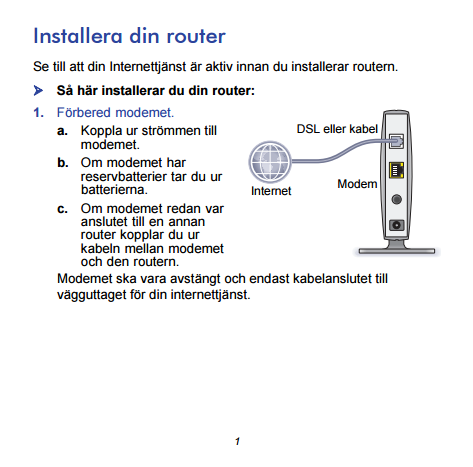 Installera din router
Se till att din Internettjänst är aktiv innan du installerar routern.
➤ Så här installerar du din router:
1. Förbered modemet.
a. Koppla ur strömmen till
modemet.
b. Om modemet har
reservbatterier tar du ur
batterierna.
c. Om modemet redan var
anslutet till en annan
router kopplar du ur
kabeln mellan modemet
och den routern.
DSL eller kabel
Internet
Modem
Modemet ska vara avstängt och endast kabelanslutet till
vägguttaget för din internettjänst.
1